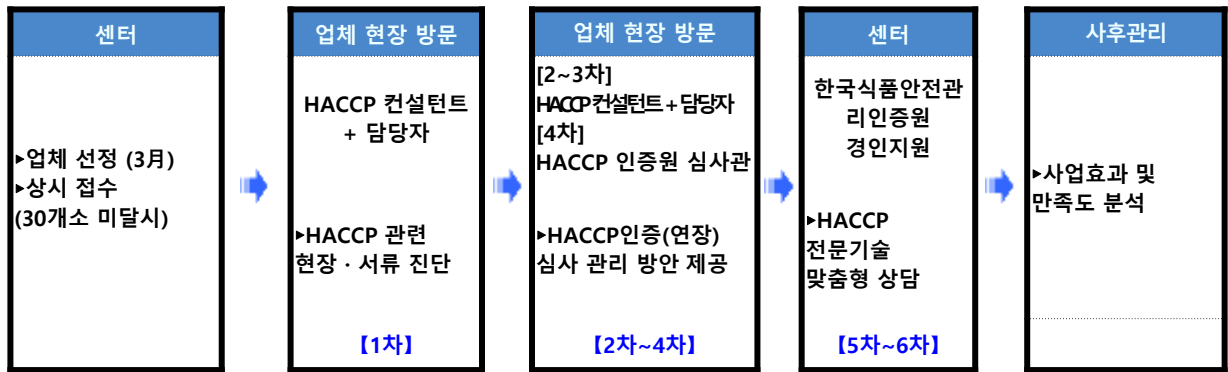 센터
▶업체 선정 (3月)
▶상시 접수
(30개소 미달시)
업체 현장 방문
HACCP 컨설턴트
+ 담당자
▶HACCP 관련
현장 · 서류 진단
【1차】
업체 현장 방문
[2~3차]
HACCP 컨설턴트 + 담당자
[4차]
HACCP 인증원 심사관
▶HACCP인증(연장)
심사 관리 방안 제공
【2차~4차】
센터
한국식품안전관
리인증원
경인지원
▶HACCP
전문기술
맞춤형 상담
【5차~6차】
사후관리
▶사업효과 및
만족도 분석